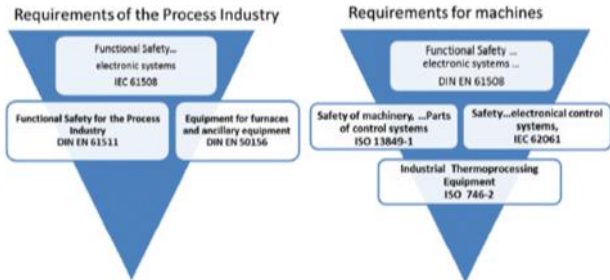 Requirements of the Process Industry
Functional Safety...
electronic systems
IEC 61508
Functional Safety for the Process
Industry
DIN EN 61511
Equipment for furnaces
and ancillary equipment
DIN EN 50156
Requirements for machines
Functional Safety ...
electronic systems ...
DIN EN 61508
Safety of machinery, ...Parts
of control systems
ISO 13849-1
Safety...electronical control
systems,
IEC 62061
Industrial Thermoprocessing
Equipment
ISO 746-2